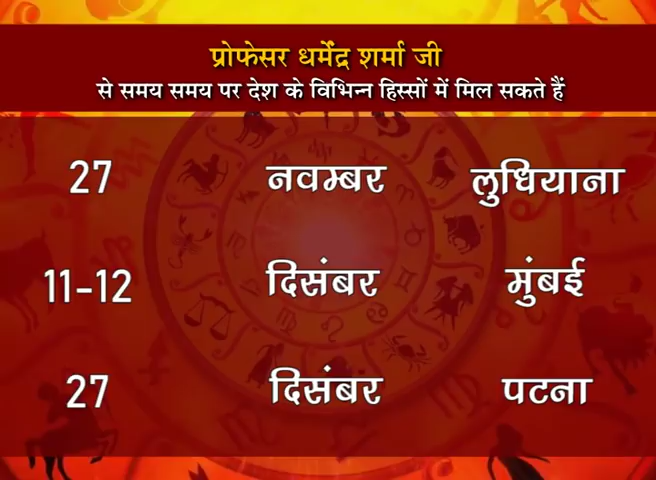 प्रोफेसर धर्मेंद्र शर्मा जी
से समय समय पर देश के विभिन्न हिस्सों में मिल सकते हैं
27 नवम्बर लुधियाना
11-12 दिसंबर मुंबई
27 दिसंबर पटना